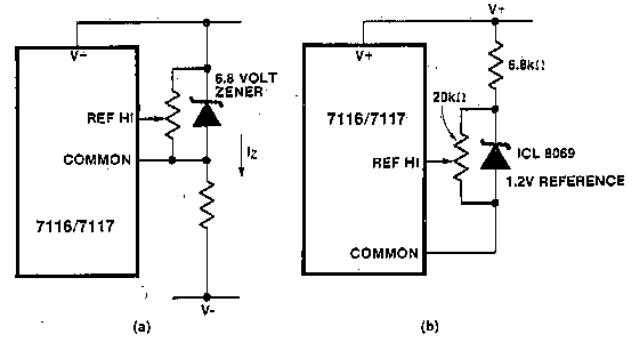 V-
6.8 VOLT
ZENER
REF HI
COMMON
IZ
7116/7117
V-
(a)
V+
V+
6.8kΩ
20kΩ
7116/7117
REF HI
ICL 8069
1.2V REFERENCE
COMMON
(b)